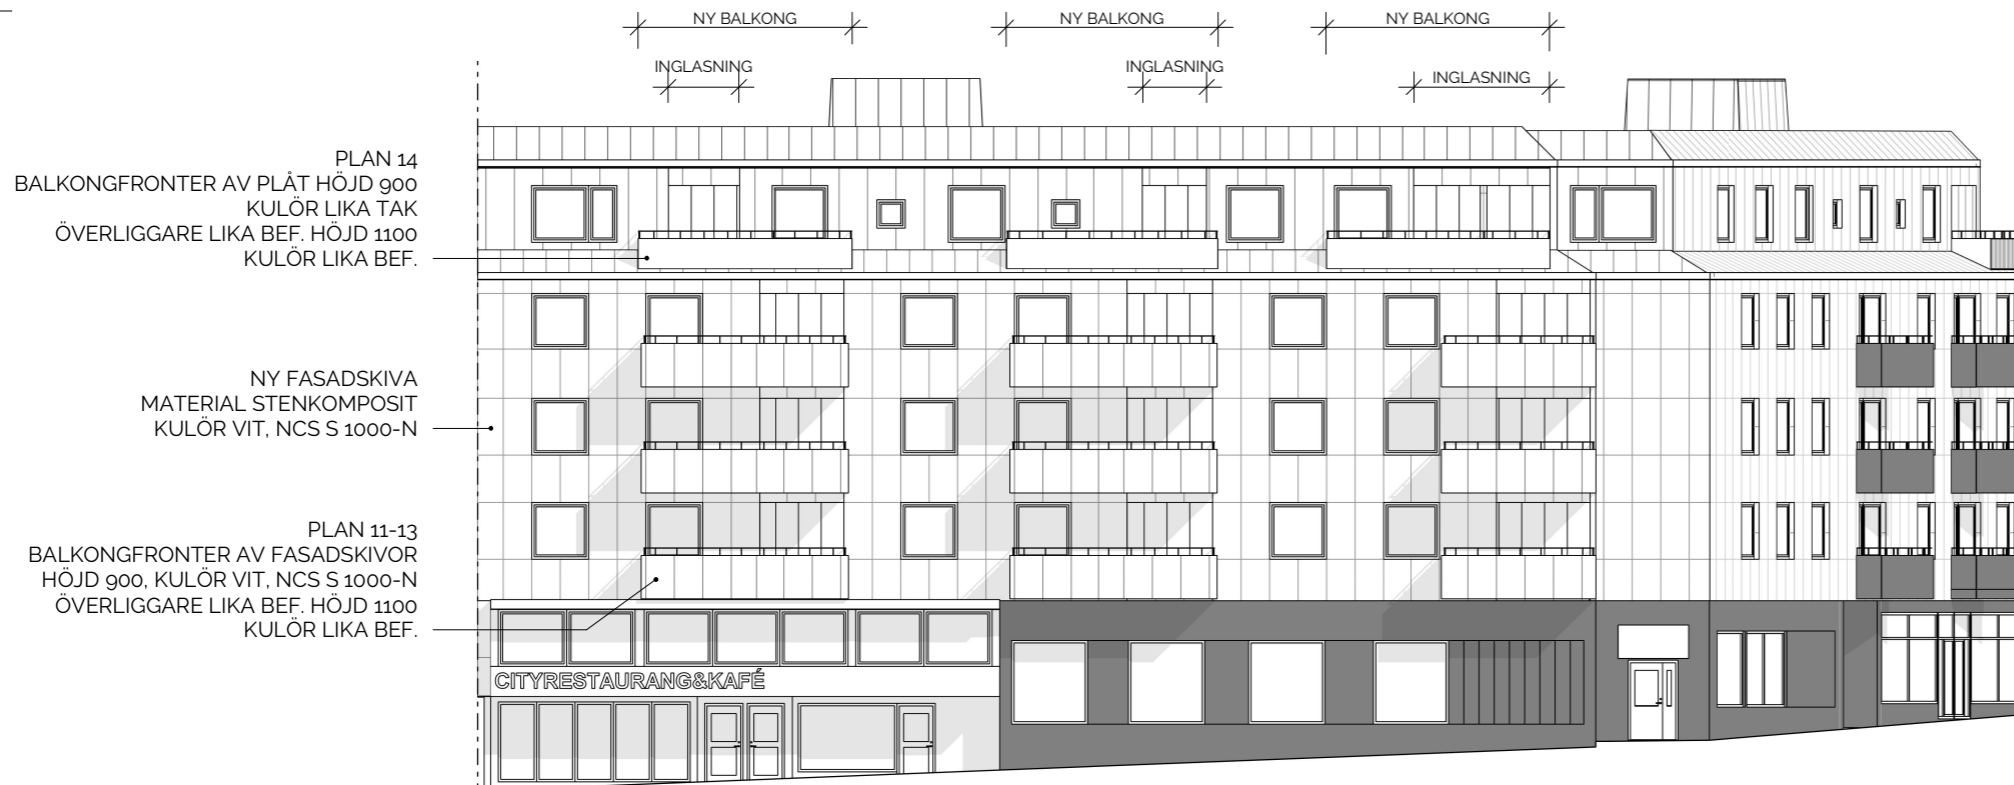 NY BALKONG
NY BALKONG
NY BALKONG
INGLASNING
INGLASNING
INGLASNING
PLAN 14
BALKONGFRONTER AV PLÅT HÖJD 900
KULÖR LIKA TAK
ÖVERLIGGARE LIKA BEF. HÖJD 1100
KULÖR LIKA BEF.
NY FASADSKIVA
MATERIAL STENKOMPOSIT
KULÖR VIT, NCS S 1000-N
PLAN 11-13
BALKONGFRONTER AV FASADSKIVOR
HÖJD 900, KULÖR VIT, NCS S 1000-N
ÖVERLIGGARE LIKA BEF. HÖJD 1100
KULÖR LIKA BEF.
CITYRESTAURANG&KAFÉ